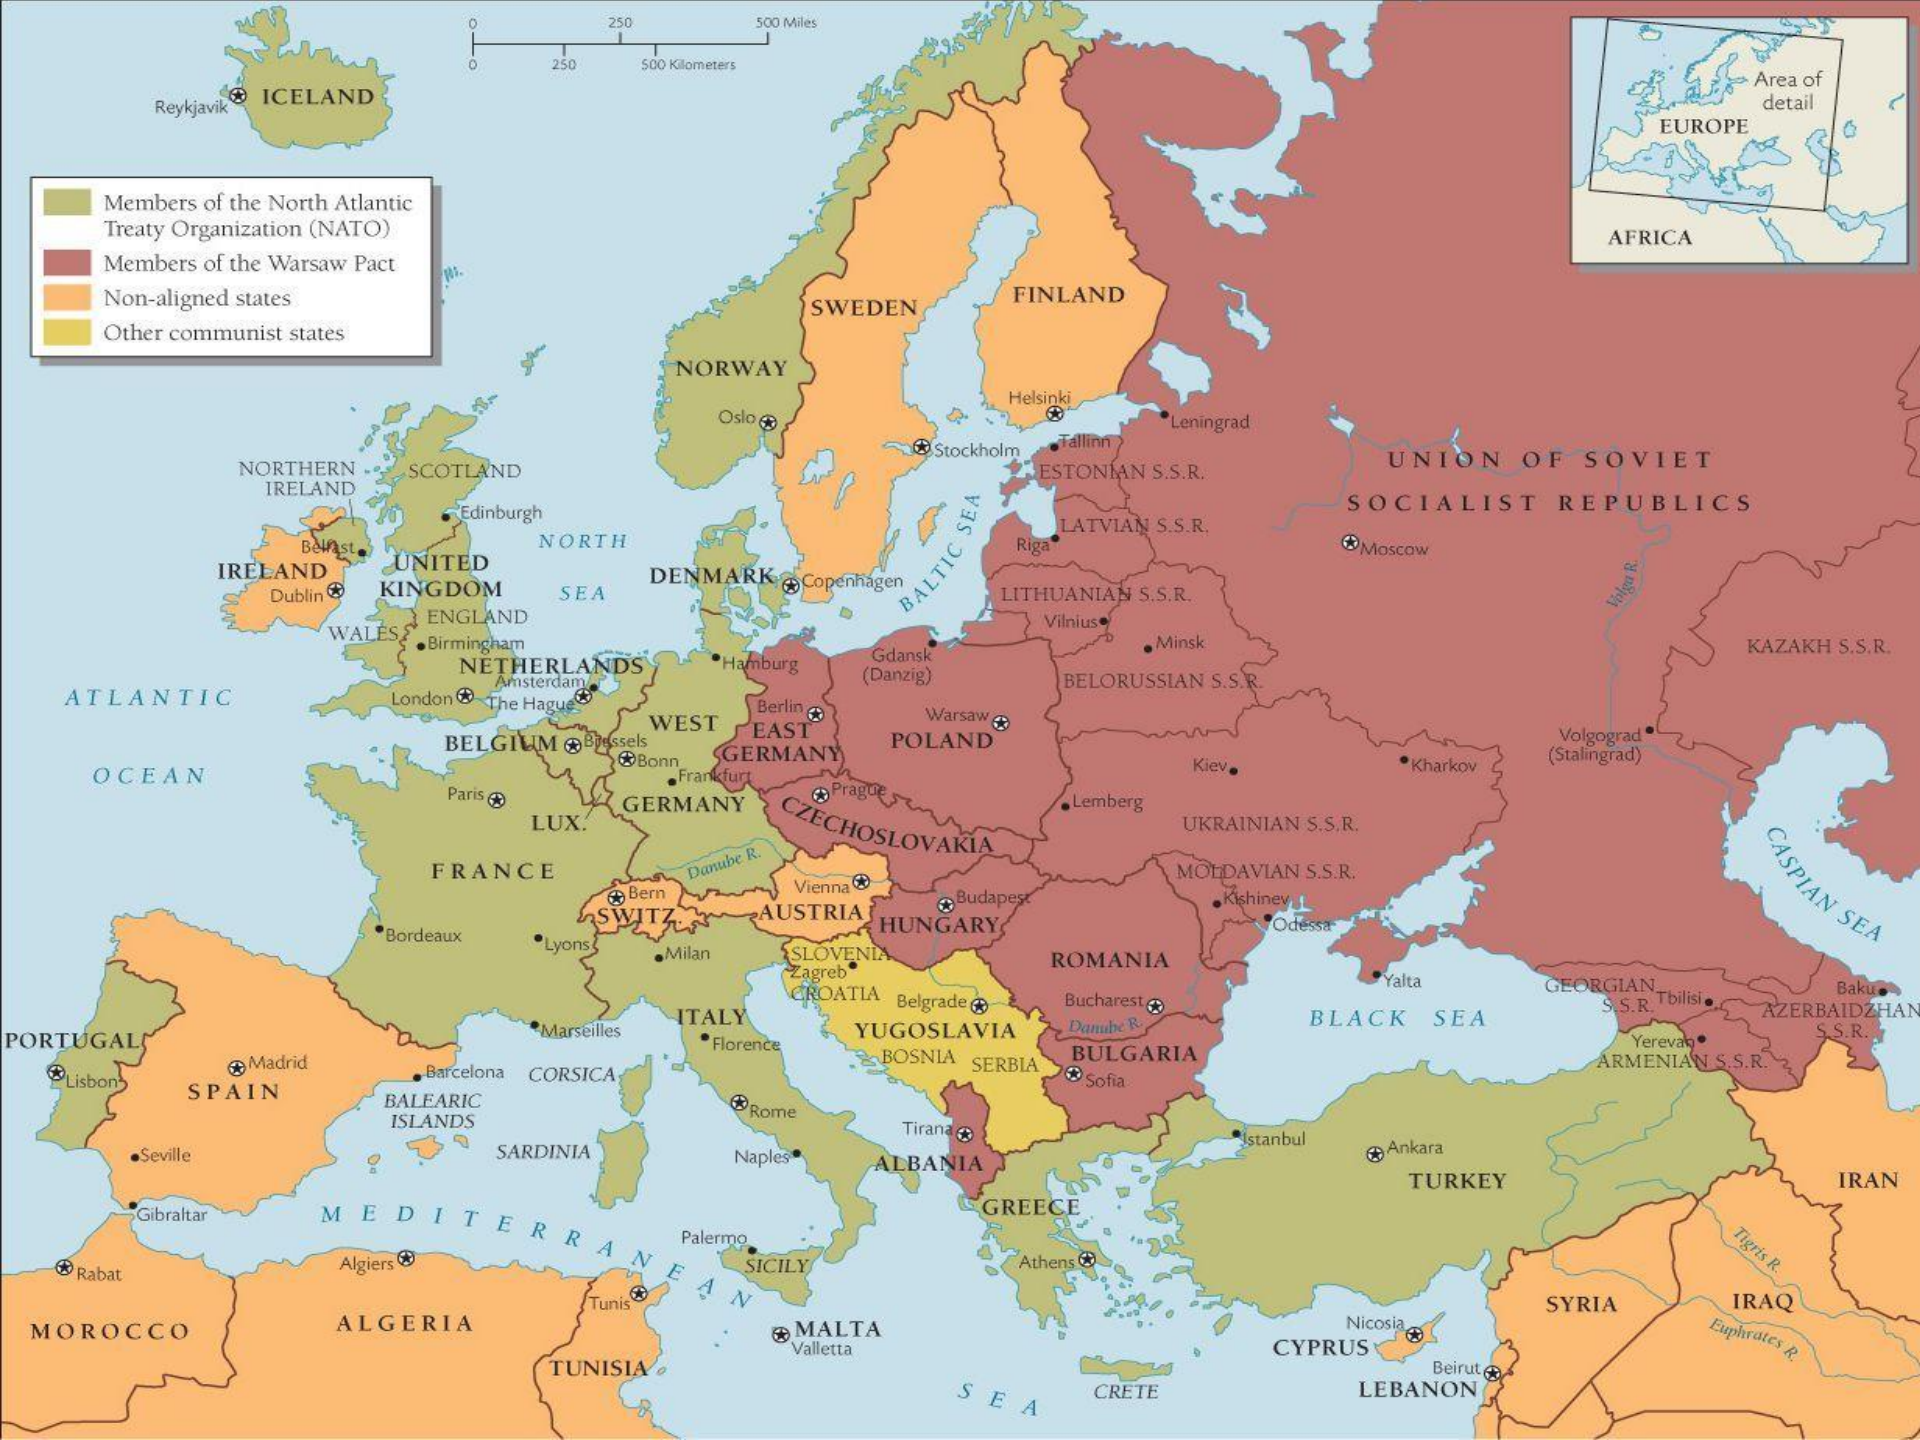 0 250 500 Miles
0 250 500 Kilometers
Reykjavik
ICELAND
Members of the North Atlantic
Treaty Organization (NATO)
Members of the Warsaw Pact
Non-aligned states
Other communist states
Area of
detail
EUROPE
AFRICA
SWEDEN
FINLAND
NORWAY
Oslo
Helsinki
Stockholm
Leningrad
Tallinn
ESTONIAN S.S.R.
LATVIAN S.S.R.
Riga
LITHUANIAN S.S.R.
Vilnius
Minsk
BELORUSSIAN S.S.R.
UNION OF SOVIET
SOCIALIST REPUBLICS
Moscow
Volga R.
KAZAKH S.S.R.
Volgograd
(Stalingrad)
NORTHERN
IRELAND
SCOTLAND
Edinburgh
Belfast
IRELAND
Dublin
UNITED
KINGDOM
ENGLAND
WALES
Birmingham
London
NORTH
SEA
DENMARK
Copenhagen
BALTIC SEA
NETHERLANDS
Amsterdam
The Hague
Hamburg
Gdansk
(Danzig)
ATLANTIC
OCEAN
BELGIUM
Brussels
WEST
GERMANY
Bonn
Frankfurt
Berlin
EAST
GERMANY
Warsaw
POLAND
Kiev
Kharkov
Lemberg
UKRAINIAN S.S.R.
Paris
LUX.
Prague
CZECHOSLOVAKIA
FRANCE
Danube R.
MOLDAVIAN S.S.R.
Kishinev
Odessa
CASPIAN SEA
Bern
SWITZ.
Vienna
AUSTRIA
Budapest
HUNGARY
Bordeaux
Lyons
Milan
SLOVENIA
Zagreb
CROATIA
ROMANIA
Bucharest
Danube R.
Yalta
GEORGIAN
S.S.R.
Tbilisi
Baku
AZERBAIDZHAN
S.S.R.
Yerevan
ARMENIAN S.S.R.
BLACK SEA
Belgrade
YUGOSLAVIA
BOSNIA
SERBIA
BULGARIA
Sofia
PORTUGAL
Lisbon
Madrid
SPAIN
Seville
Gibraltar
Barcelona
BALEARIC
ISLANDS
Marseilles
CORSICA
SARDINIA
ITALY
Florence
Rome
Naples
Palermo
SICILY
Tirana
ALBANIA
GREECE
Athens
CRETE
Istanbul
Ankara
TURKEY
IRAN
MEDITERRANEAN
SEA
Rabat
MOROCCO
Algiers
ALGERIA
Tunis
TUNISIA
MALTA
Valletta
Nicosia
CYPRUS
Beirut
LEBANON
SYRIA
IRAQ
Tigris R.
Euphrates R.